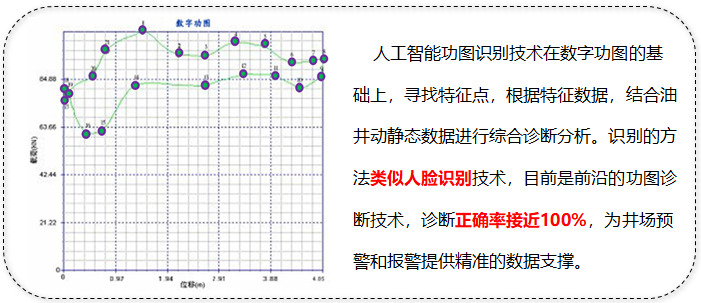 数字功图
84.88
63.66
42.44
21.22
0
载荷(kN)
0
0.97
1.94
2.91
3.88
4.85
位移(m)
人工智能功图识别技术在数字功图的基
础上，寻找特征点，根据特征数据，结合油
井动静态数据进行综合诊断分析。识别的方
法类似人脸识别技术，目前是前沿的功图诊
断技术，诊断正确率接近100%，为井场预
警和报警提供精准的数据支撑。